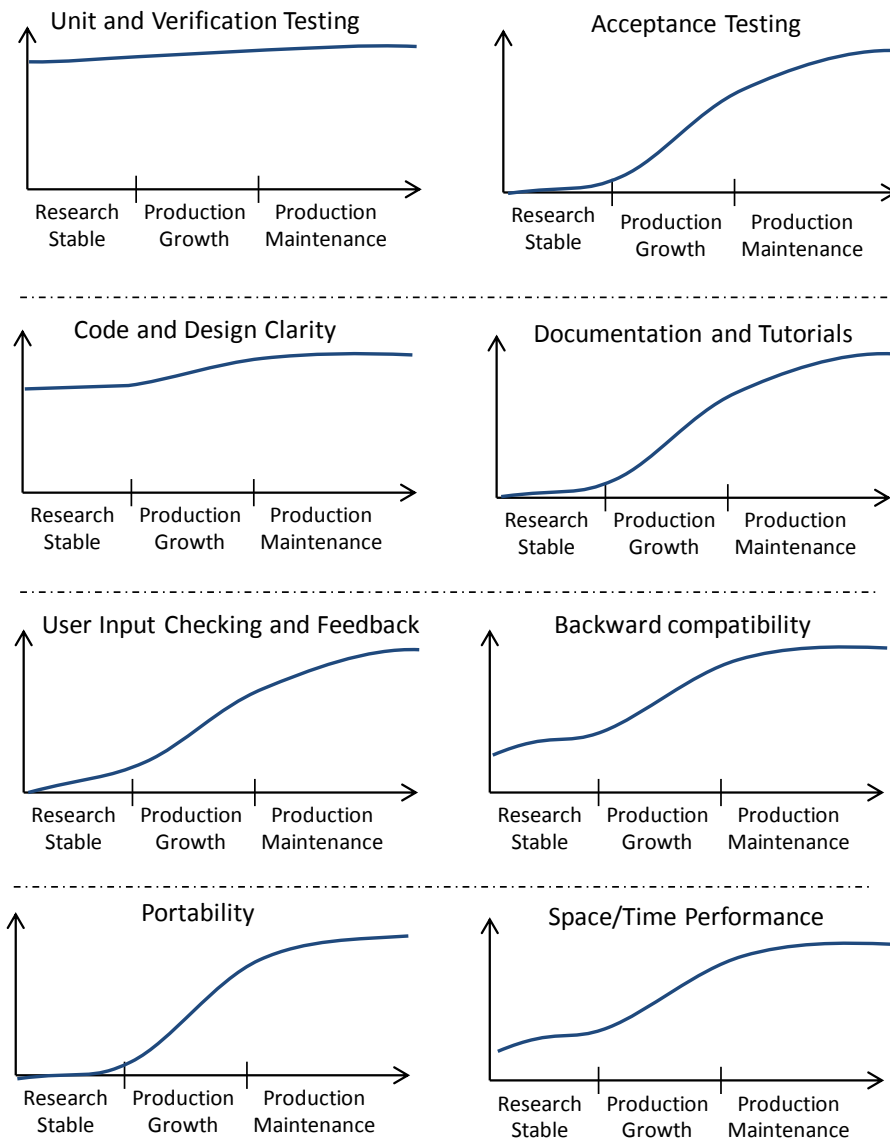 Unit and Verification Testing
Research Stable
Production Growth
Production Maintenance
Acceptance Testing
Research Stable
Production Growth
Production Maintenance
Code and Design Clarity
Research Stable
Production Growth
Production Maintenance
Documentation and Tutorials
Research Stable
Production Growth
Production Maintenance
User Input Checking and Feedback
Research Stable
Production Growth
Production Maintenance
Backward compatibility
Research Stable
Production Growth
Production Maintenance
Portability
Research Stable
Production Growth
Production Maintenance
Space/Time Performance
Research Stable
Production Growth
Production Maintenance